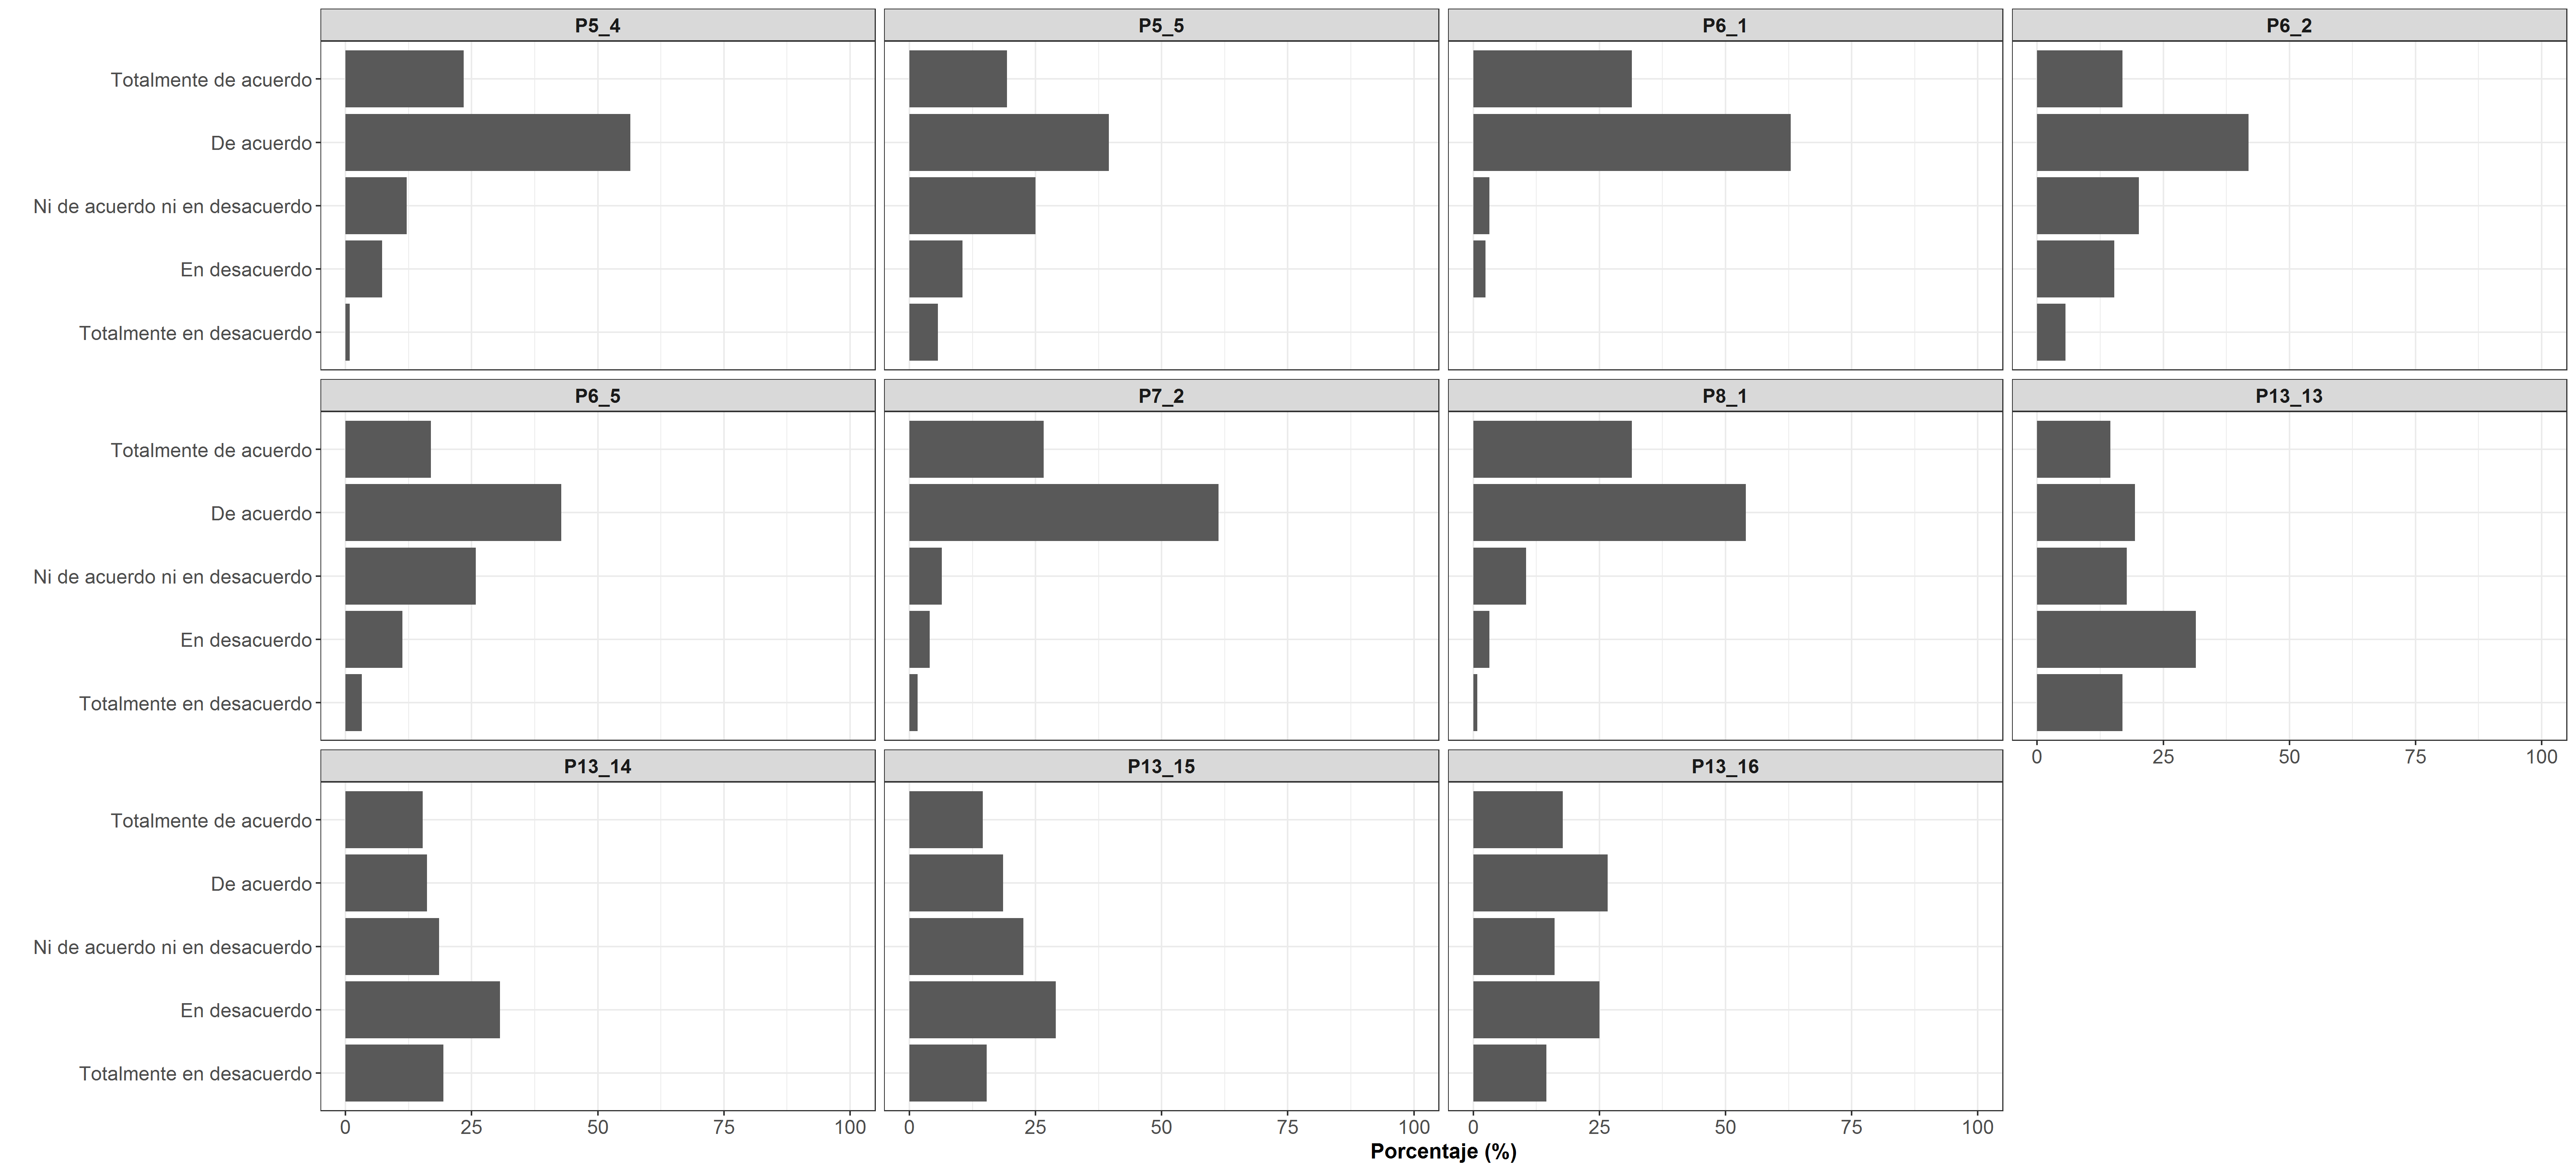 P5_4 P5_5 P6_1 P6_2
Totalmente de acuerdo
De acuerdo
Ni de acuerdo ni en desacuerdo
En desacuerdo
Totalmente en desacuerdo
P6_5 P7_2 P8_1 P13_13
Totalmente de acuerdo
De acuerdo
Ni de acuerdo ni en desacuerdo
En desacuerdo
Totalmente en desacuerdo
0 25 50 75 100
P13_14 P13_15 P13_16
Totalmente de acuerdo
De acuerdo
Ni de acuerdo ni en desacuerdo
En desacuerdo
Totalmente en desacuerdo
0 25 50 75 100 0 25 50 75 100 0 25 50 75 100
Porcentaje (%)